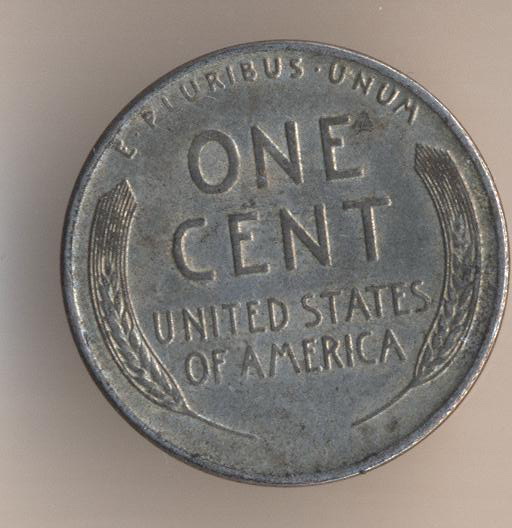 E·PLURIBUS·UNUM
ONE
CENT
UNITED STATES
OF AMERICA